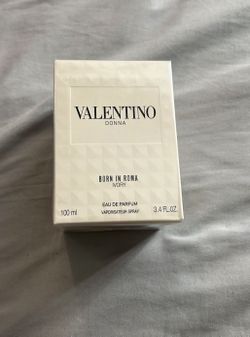 VALENTINO
DONNA
BORN IN ROMA
IVORY
EAU DE PARFUM
100 ml VAPORISATEUR SPRAY 3.4 FL.OZ.